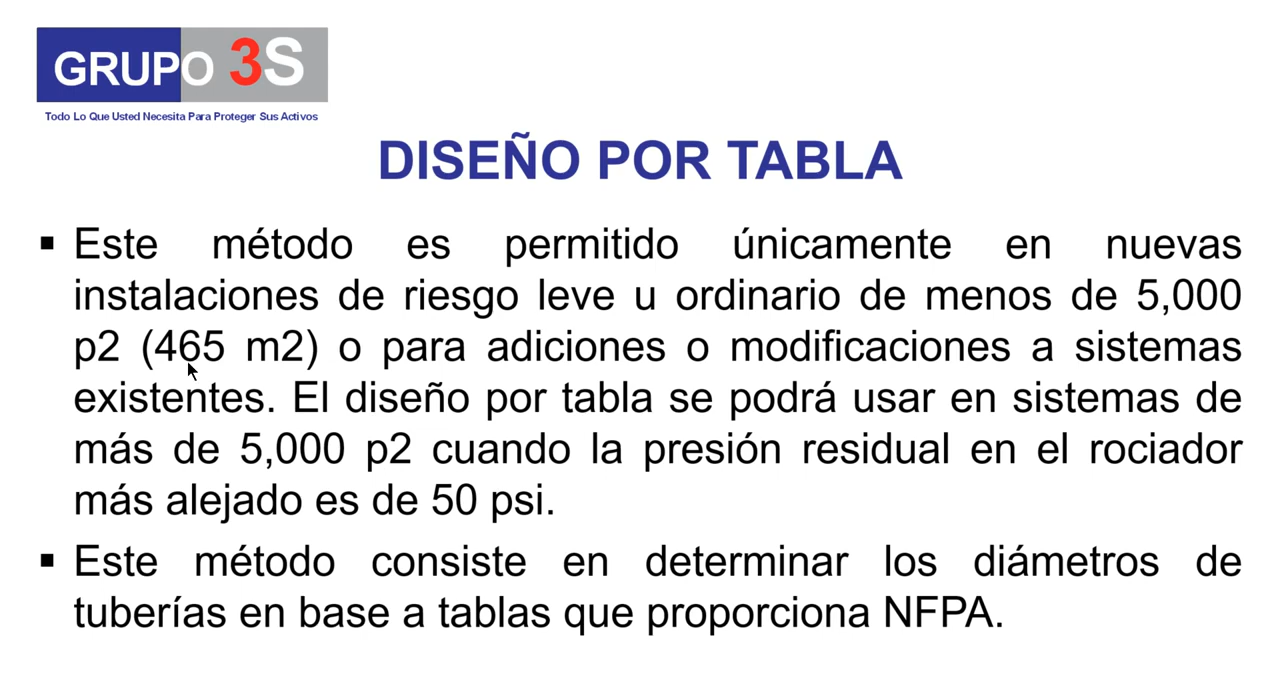 GRUPO 3S
Todo Lo Que Usted Necesita Para Proteger Sus Activos
DISEÑO POR TABLA
▪ Este método es permitido únicamente en nuevas
instalaciones de riesgo leve u ordinario de menos de 5,000
p2 (465 m2) o para adiciones o modificaciones a sistemas
existentes. El diseño por tabla se podrá usar en sistemas de
más de 5,000 p2 cuando la presión residual en el rociador
más alejado es de 50 psi.
▪ Este método consiste en determinar los diámetros de
tuberías en base a tablas que proporciona NFPA.